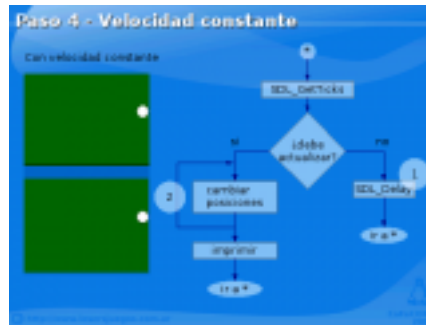 Paso 4 - Velocidad constante
Con velocidad constante
*
SDL_GetTicks
¿debe
actualizar?
si
no
1
2
cambiar
posiciones
SDL_Delay
imprimir
ir a *
ir a *